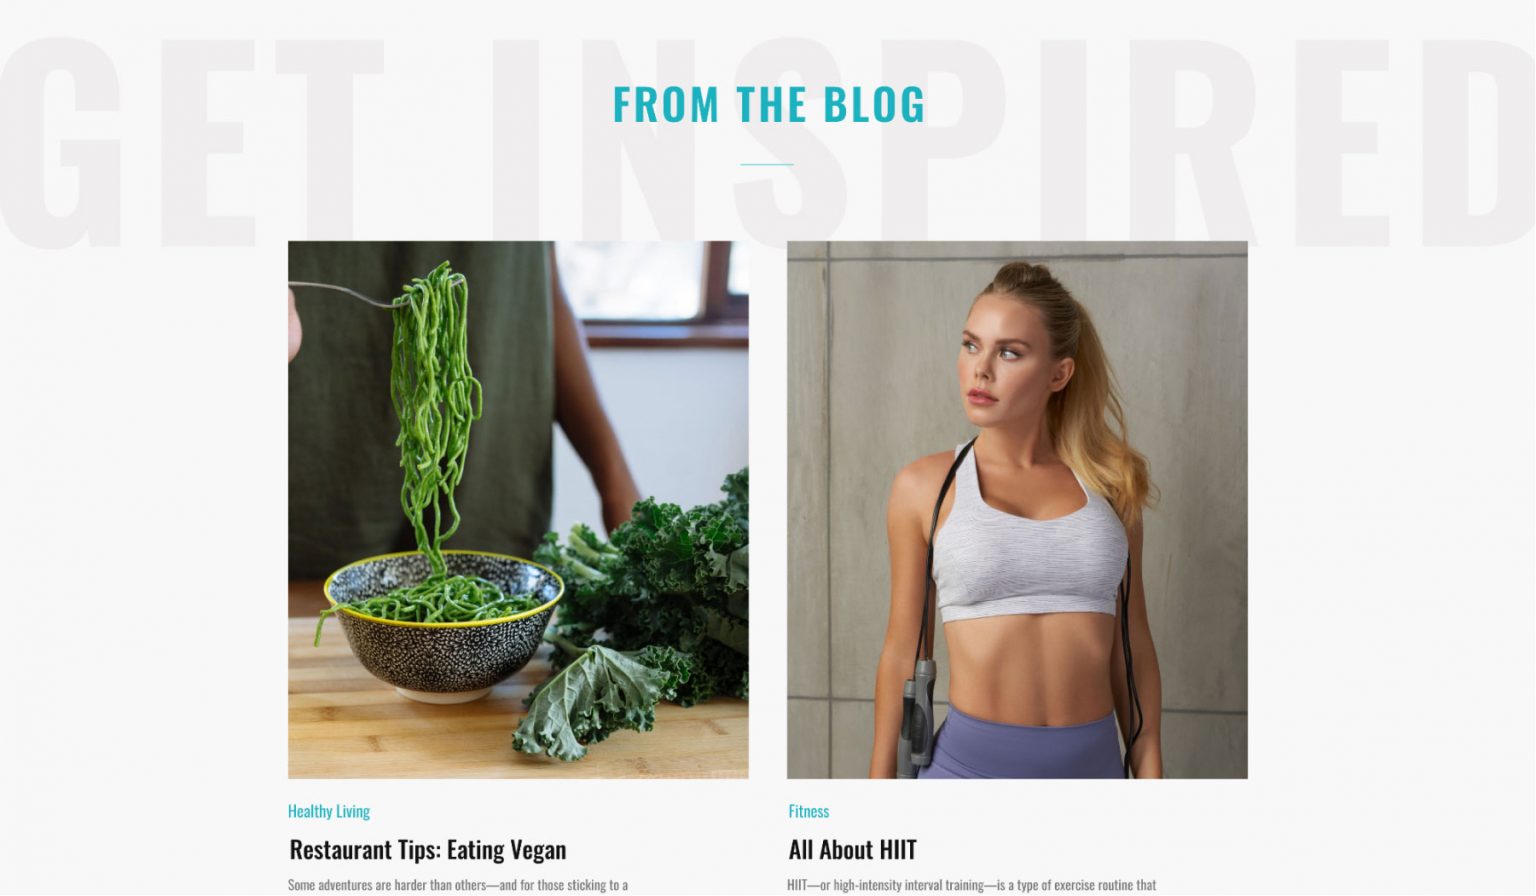 GET INSPIRED
FROM THE BLOG
Healthy Living
Restaurant Tips: Eating Vegan
Some adventures are harder than others—and for those sticking to a
Fitness
All About HIIT
HIIT—or high-intensity interval training—is a type of exercise routine that